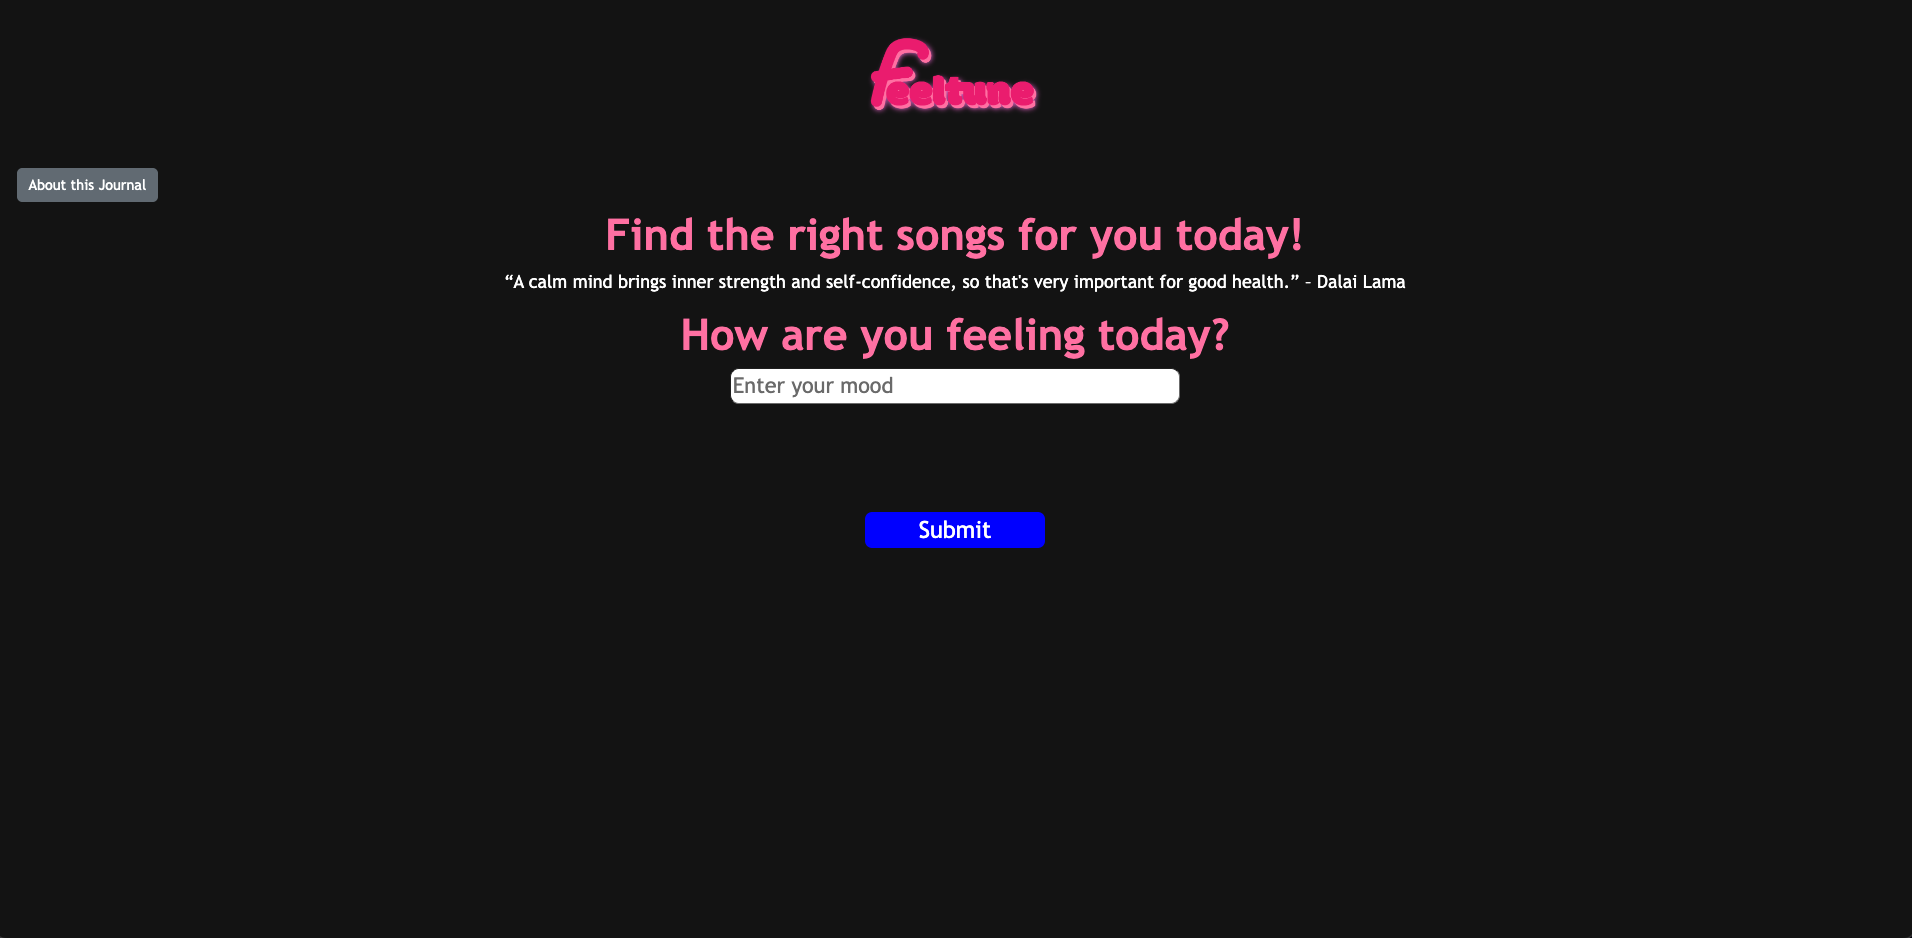 Feeltune
About this Journal
Find the right songs for you today!
“A calm mind brings inner strength and self-confidence, so that's very important for good health.” – Dalai Lama
How are you feeling today?
Enter your mood
Submit